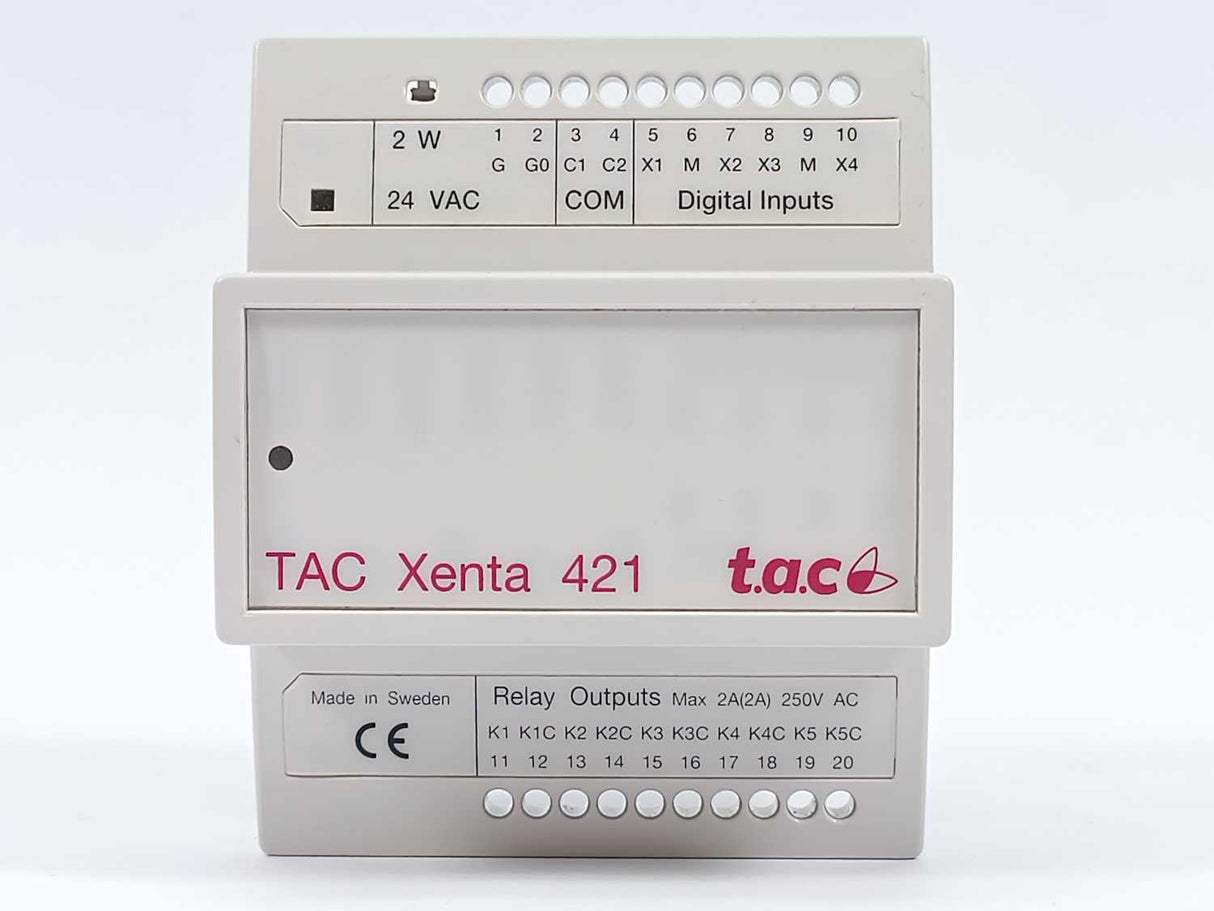 2 W 1 2 3 4 5 6 7 8 9 10
G G0 C1 C2 X1 M X2 X3 M X4
24 VAC COM Digital Inputs
TAC Xenta 421 t.a.c
Made in Sweden Relay Outputs Max 2A(2A) 250V AC
CE K1 K1C K2 K2C K3 K3C K4 K4C K5 K5C
11 12 13 14 15 16 17 18 19 20